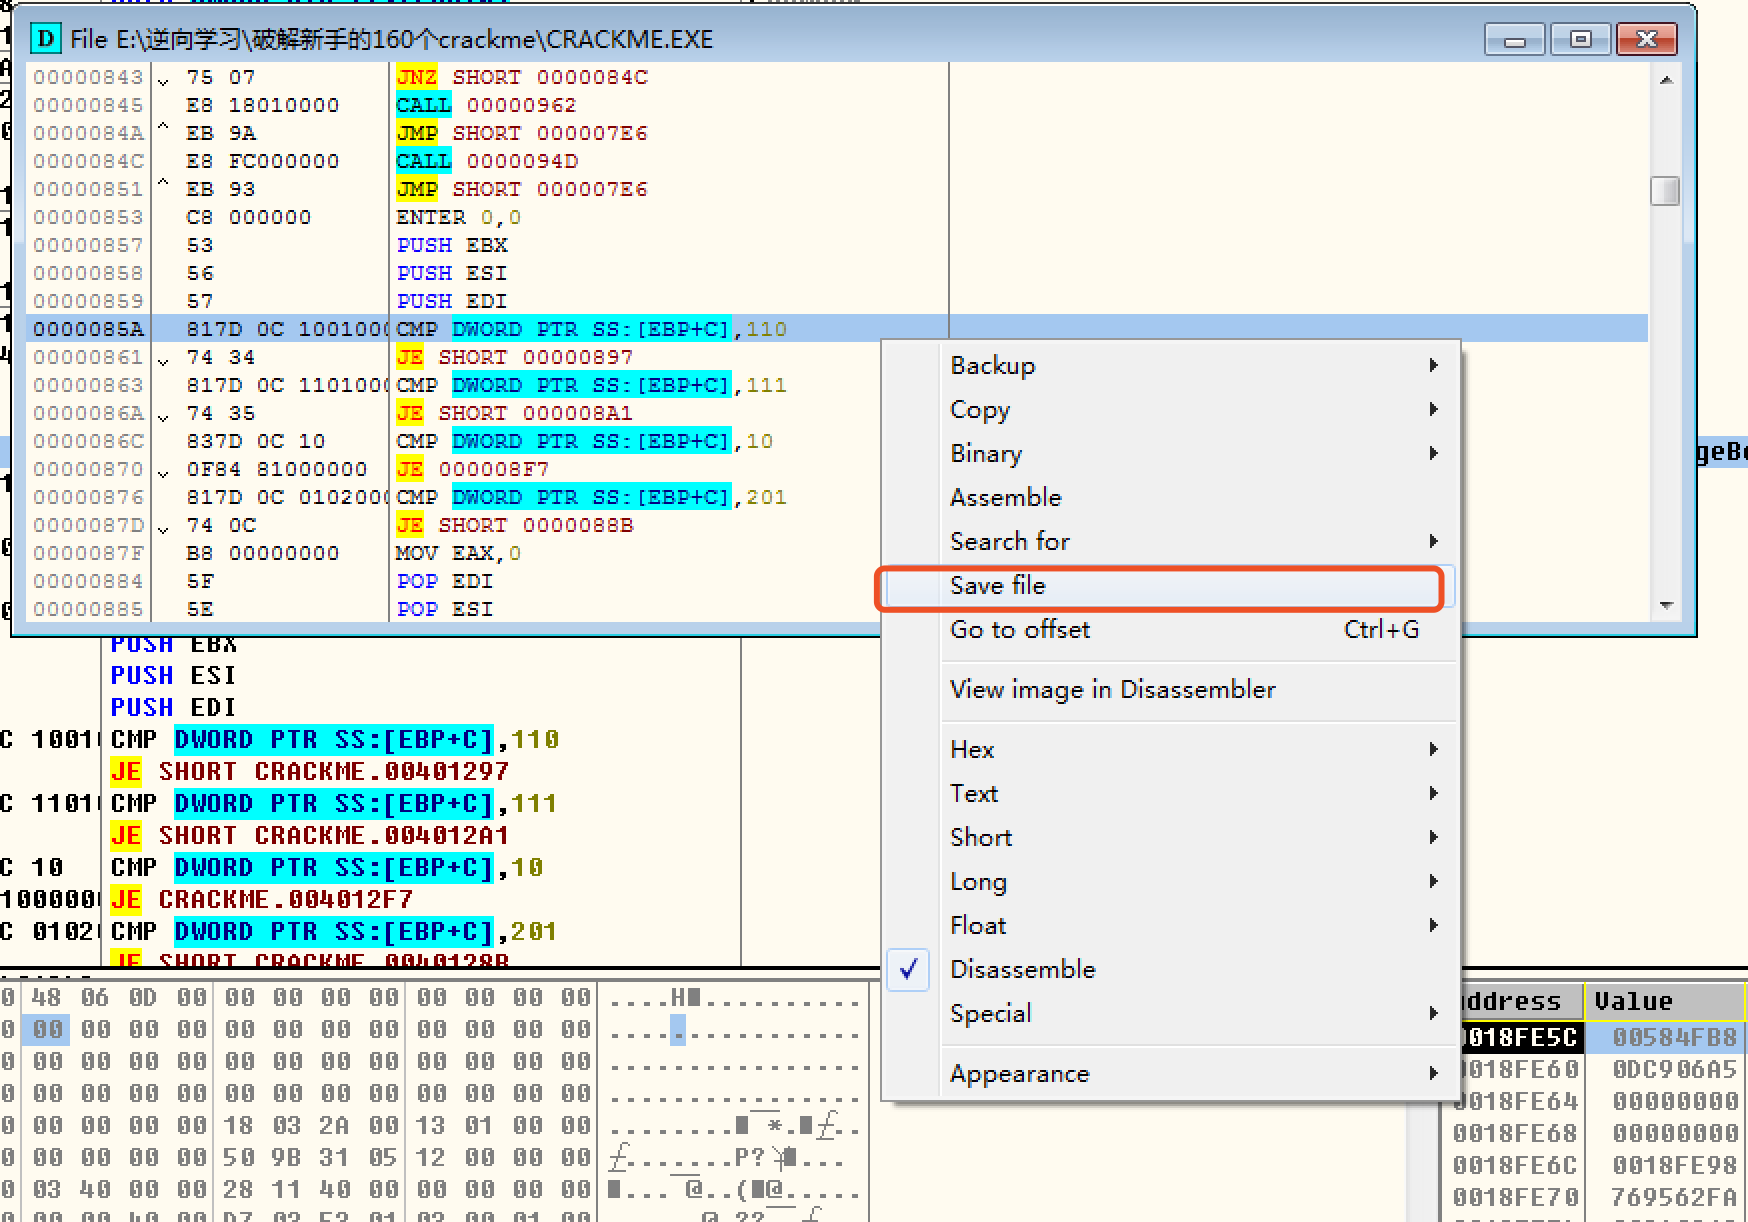 D File E:\逆向学习\破解新手的160个crackme\CRACKME.EXE
00000843 75 07 JNZ SHORT 0000084C
00000845 E8 18010000 CALL 00000962
0000084A ^ EB 9A JMP SHORT 000007E6
0000084C E8 FC000000 CALL 0000094D
00000851 ^ EB 93 JMP SHORT 000007E6
00000853 C8 000000 ENTER 0,0
00000857 53 PUSH EBX
00000858 56 PUSH ESI
00000859 57 PUSH EDI
0000085A 817D 0C 1001000 CMP DWORD PTR SS:[EBP+C],110
00000861 74 34 JE SHORT 00000897
00000863 817D 0C 1101000 CMP DWORD PTR SS:[EBP+C],111
0000086A 74 35 JE SHORT 000008A1
0000086C 837D 0C 10 CMP DWORD PTR SS:[EBP+C],10
00000870 0F84 81000000 JE 000008F7
00000876 817D 0C 0102000 CMP DWORD PTR SS:[EBP+C],201
0000087D 74 0C JE SHORT 0000088B
0000087F B8 00000000 MOV EAX,0
00000884 5F POP EDI
00000885 5E POP ESI
Backup
Copy
Binary
Assemble
Search for
Save file
Go to offset Ctrl+G
View image in Disassembler
Hex
Text
Short
Long
Float
Disassemble
Special
Appearance
geBo
PUSH EBX
PUSH ESI
PUSH EDI
C 1001 CMP DWORD PTR SS:[EBP+C],110
JE SHORT CRACKME.00401297
C 1101 CMP DWORD PTR SS:[EBP+C],111
JE SHORT CRACKME.004012A1
C 10 CMP DWORD PTR SS:[EBP+C],10
100000 JE CRACKME.004012F7
C 0102 CMP DWORD PTR SS:[EBP+C],201
JE SHORT CRACKME.0040128B
0 48 06 0D 00 00 00 00 00 00 00 00 00 ....H■..........
0 00 00 00 00 00 00 00 00 00 00 00 00 ................
0 00 00 00 00 00 00 00 00 00 00 00 00 ................
0 00 00 00 00 00 00 00 00 00 00 00 00 ................
0 00 00 00 00 18 03 2A 00 13 01 00 00
0 00 00 00 00 50 9B 31 05 12 00 00 00
0 03 40 00 00 28 11 40 00 00 00 00 00
ddress Value
0018FE5C 00584FB8
0018FE60 0DC906A5
0018FE64 00000000
0018FE68 00000000
0018FE6C 0018FE98
0018FE70 769562FA